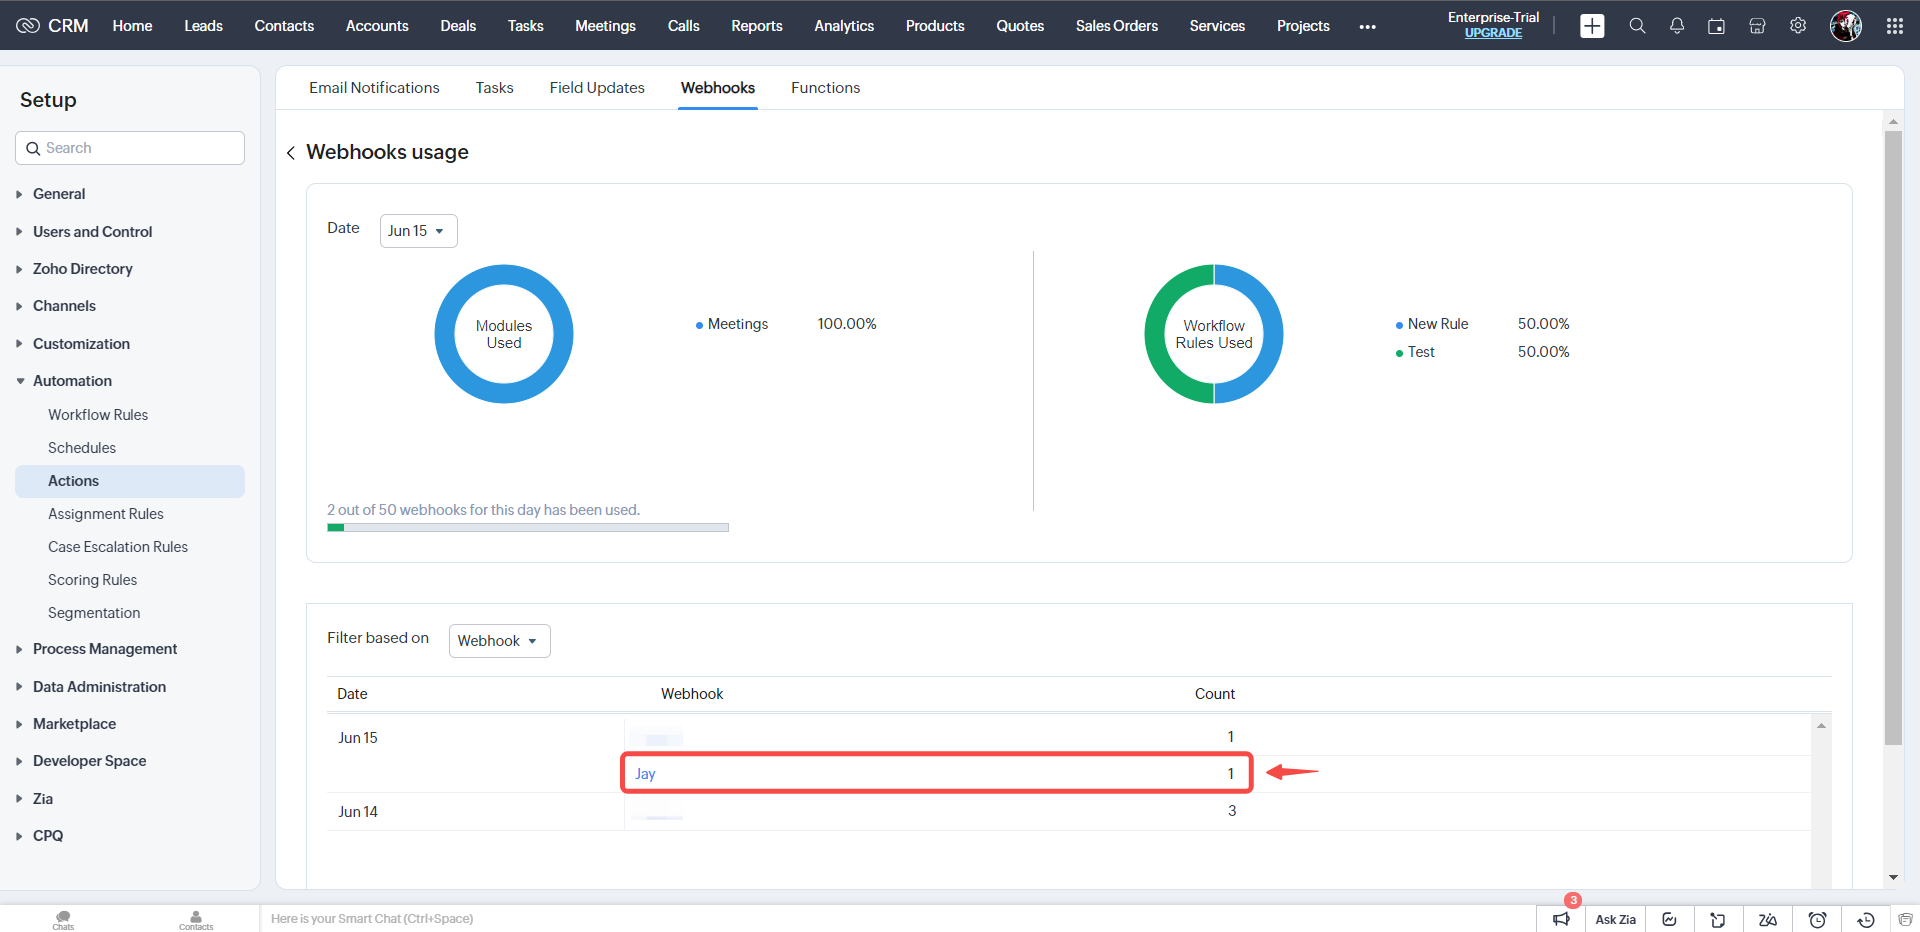 CRM Home Leads Contacts Accounts Deals Tasks Meetings Calls Reports Analytics Products Quotes Sales Orders Services Projects Enterprise-Trial
UPGRADE
Setup
Search
General
Users and Control
Zoho Directory
Channels
Customization
Automation
Workflow Rules
Schedules
Actions
Assignment Rules
Case Escalation Rules
Scoring Rules
Segmentation
Process Management
Data Administration
Marketplace
Developer Space
Zia
CPQ
Email Notifications Tasks Field Updates Webhooks Functions
Webhooks usage
Date Jun 15
Modules
Used
Meetings 100.00%
Workflow
Rules Used
New Rule 50.00%
Test 50.00%
2 out of 50 webhooks for this day has been used.
Filter based on Webhook
Date Webhook Count
Jun 15 1
Jay 1
Jun 14 3
Chats Contacts Here is your Smart Chat (Ctrl+Space) 3 Ask Zia